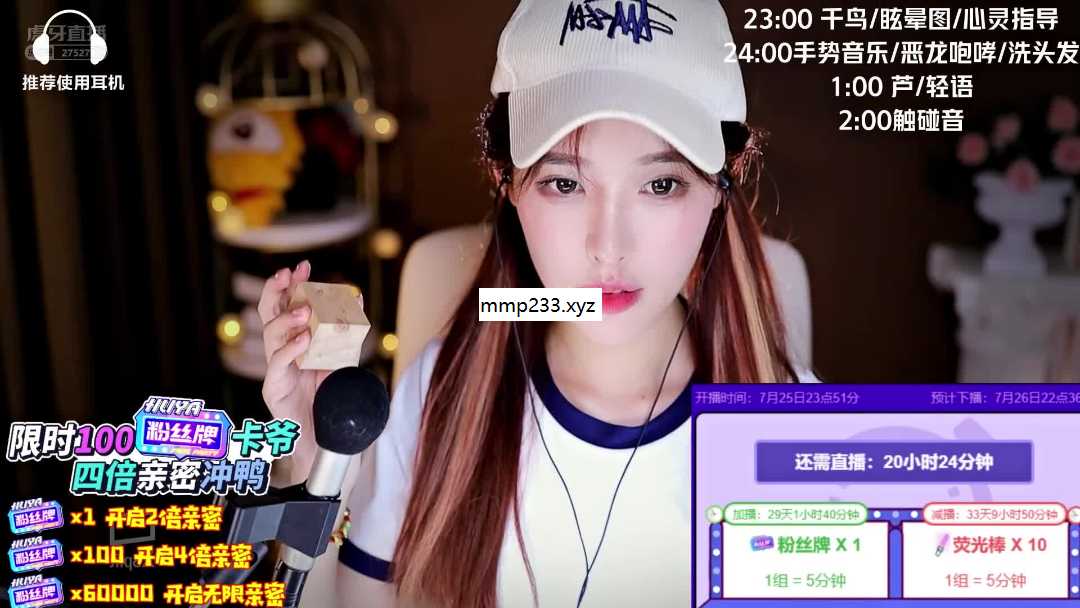 虎牙直播
推荐使用耳机
23:00 千鸟/眩晕图/心灵指导
24:00手势音乐/恶龙咆哮/洗头发
1:00 芦/轻语
2:00触碰音
mmp233.xyz
HUYA
限时100粉丝牌卡爷
四倍亲密冲鸭
HUYA
粉丝牌 x1 开启2倍亲密
HUYA
粉丝牌 x100 开启4倍亲密
HUYA
粉丝牌 x60000 开启无限亲密
开播时间：7月25日23点51分
预计下播：7月26日22点36
还需直播：20小时24分钟
加播：29天1小时40分钟
减播：33天9小时50分钟
粉丝牌 X 1
荧光棒 X 10
1组 = 5分钟
1组 = 5分钟